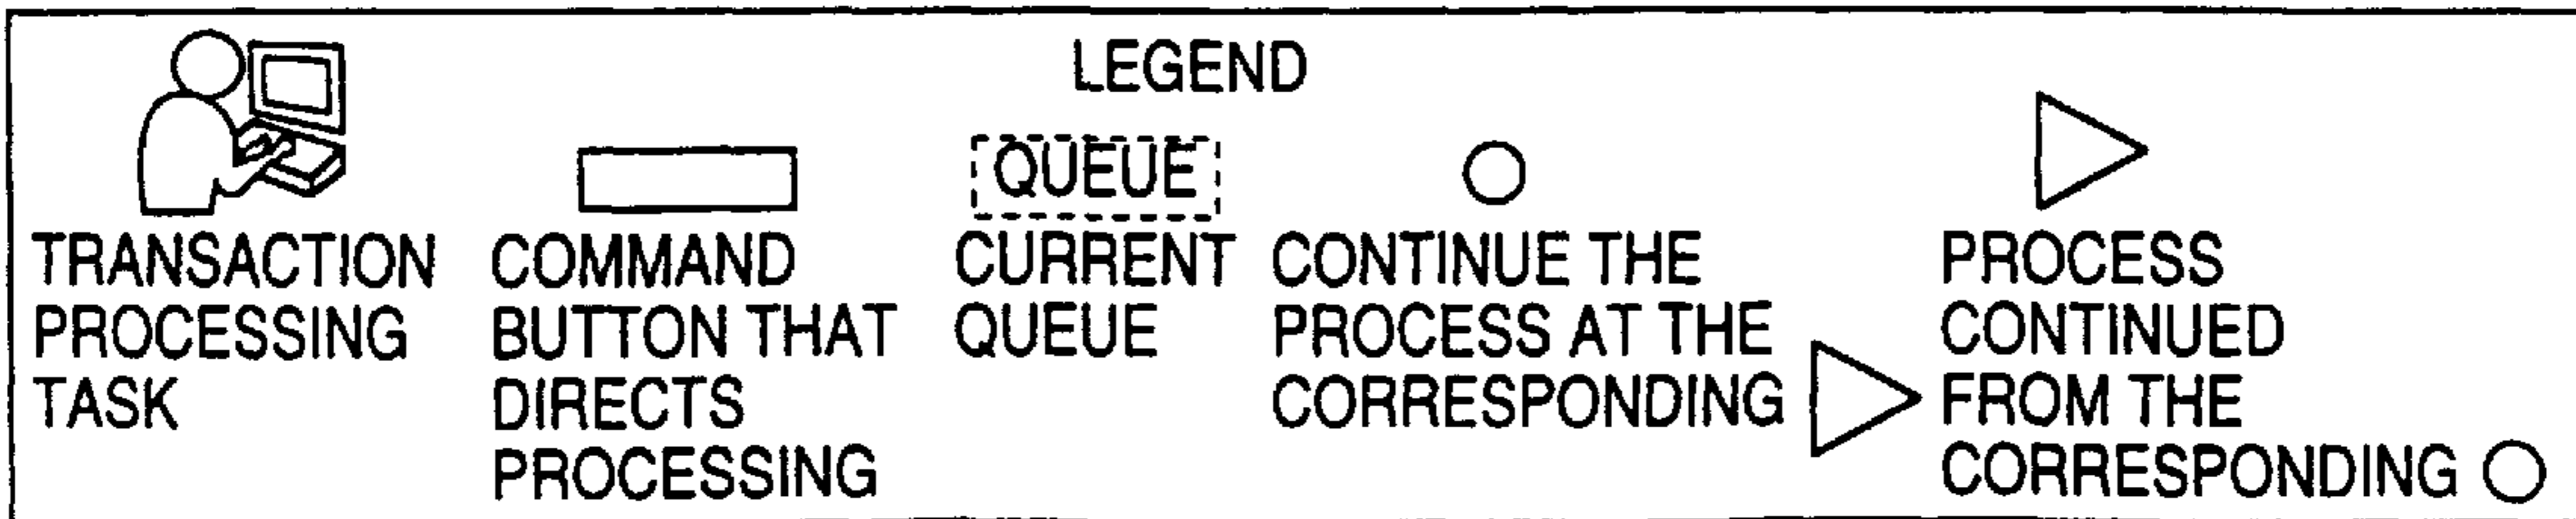 LEGEND
QUEUE
TRANSACTION
PROCESSING
TASK
COMMAND
BUTTON THAT
DIRECTS
PROCESSING
CURRENT
QUEUE
CONTINUE THE
PROCESS AT THE
CORRESPONDING
PROCESS
CONTINUED
FROM THE
CORRESPONDING